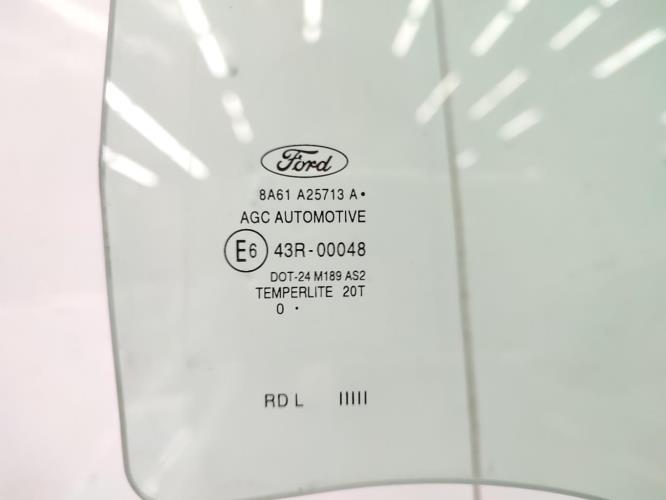 Ford
8A61 A25713 A•
AGC AUTOMOTIVE
E6 43R-00048
DOT-24 M189 AS2
TEMPERLITE 20T
0 •
RD L IIIII